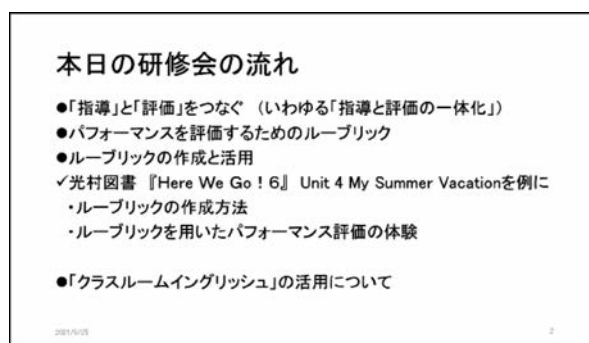 本日の研修会の流れ
●「指導」と「評価」をつなぐ （いわゆる「指導と評価の一体化」）
●パフォーマンスを評価するためのルーブリック
●ルーブリックの作成と活用
✓光村図書 『Here We Go！６』 Unit 4 My Summer Vacationを例に
・ルーブリックの作成方法
・ルーブリックを用いたパフォーマンス評価の体験
●「クラスルームイングリッシュ」の活用について
2